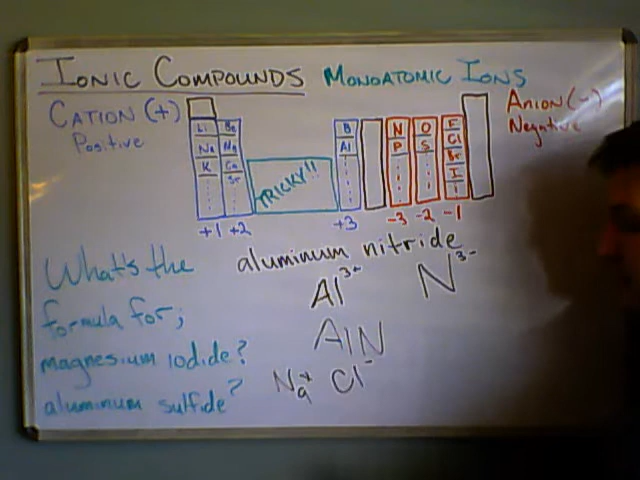 IONIC COMPOUNDS MONOATOMIC IONS
CATION (+)
Positive
ANION (-)
Negative
Li Be B N O F
Na Mg Al P S Cl
K Ca Br
Sr I
TRICKY!!
+1 +2 +3 -3 -2 -1
aluminum nitride
Al³⁺ N³⁻
AlN
Na⁺ Cl⁻
What's the
formula for;
magnesium iodide?
aluminum sulfide?